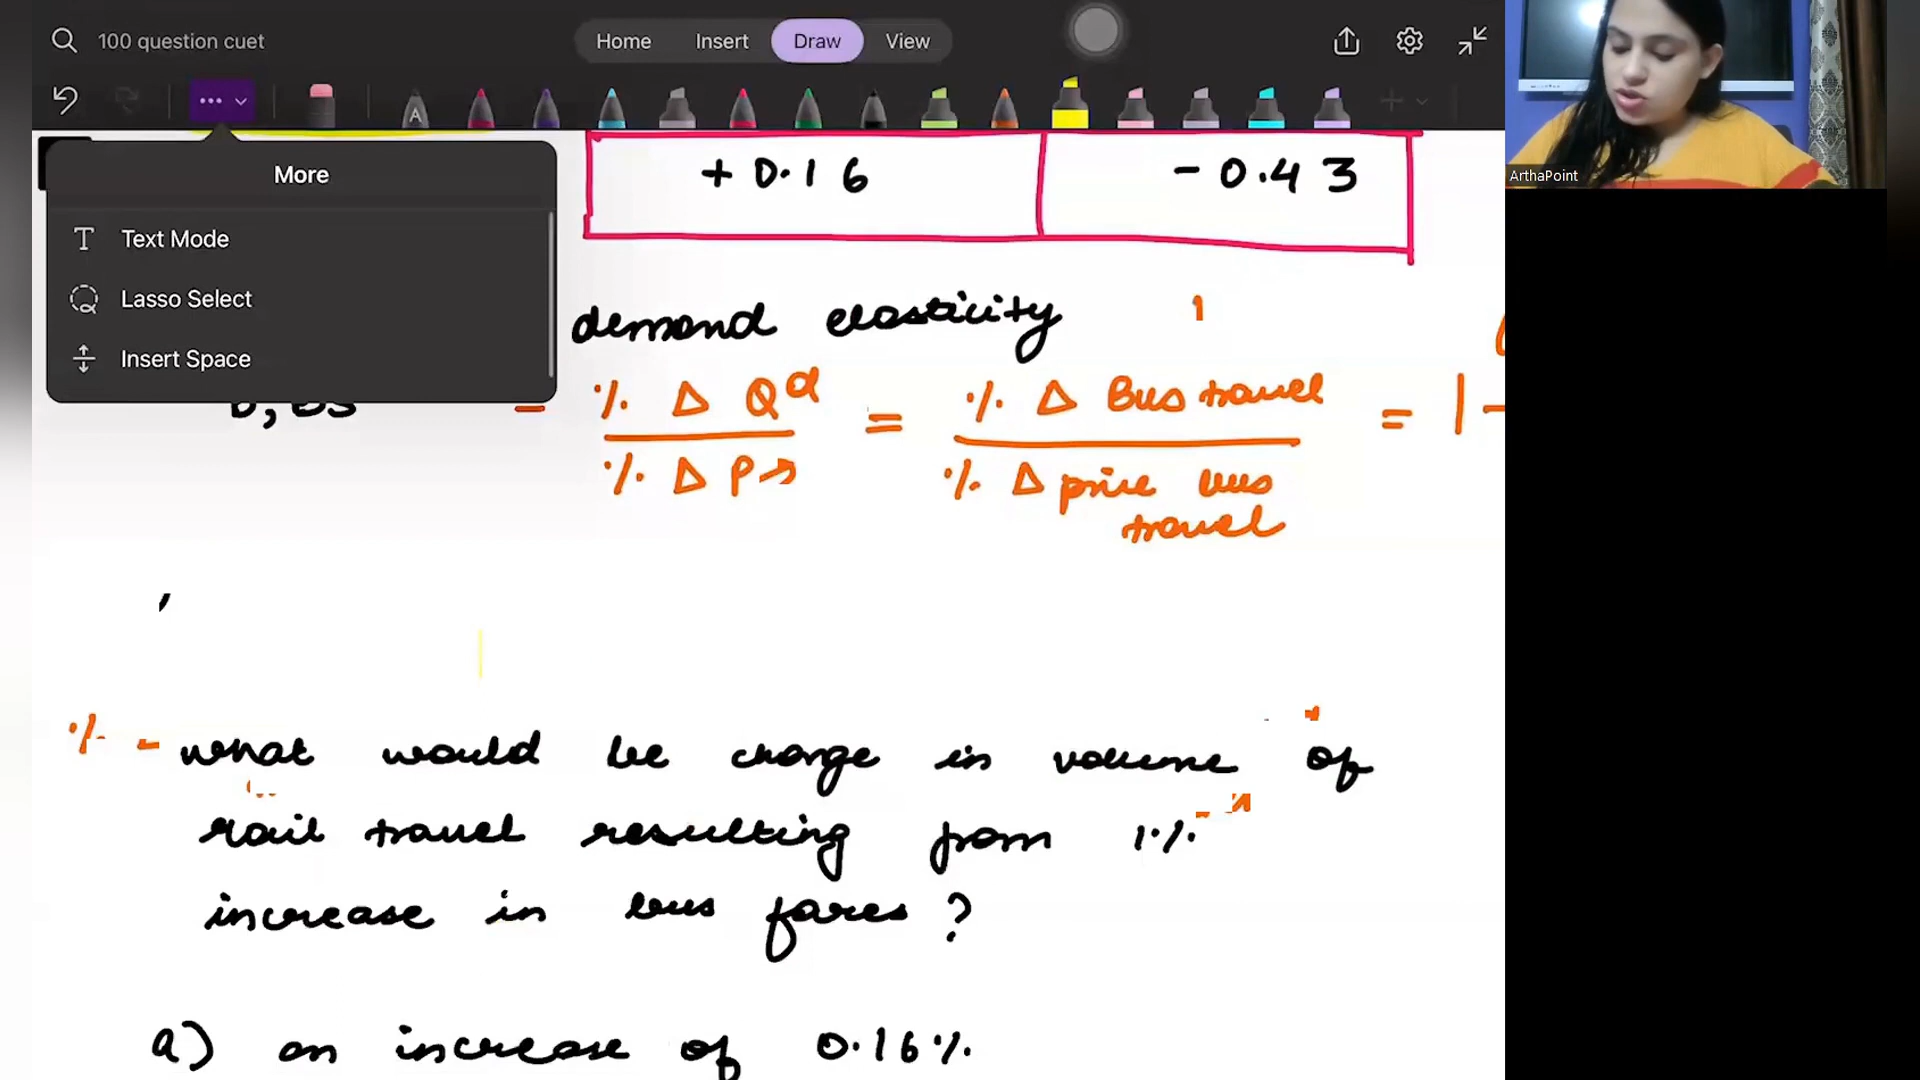 100 question cuet
Home Insert Draw View
More
Text Mode
Lasso Select
Insert Space
A
ArthaPoint
+0.16 -0.43
demand elasticity
% Δ Qd = % Δ Bus travel =
% Δ P % Δ price bus
travel
% - what would be change in volume of
rail travel resulting from 1%
increase in bus fares?
a) an increase of 0.16%